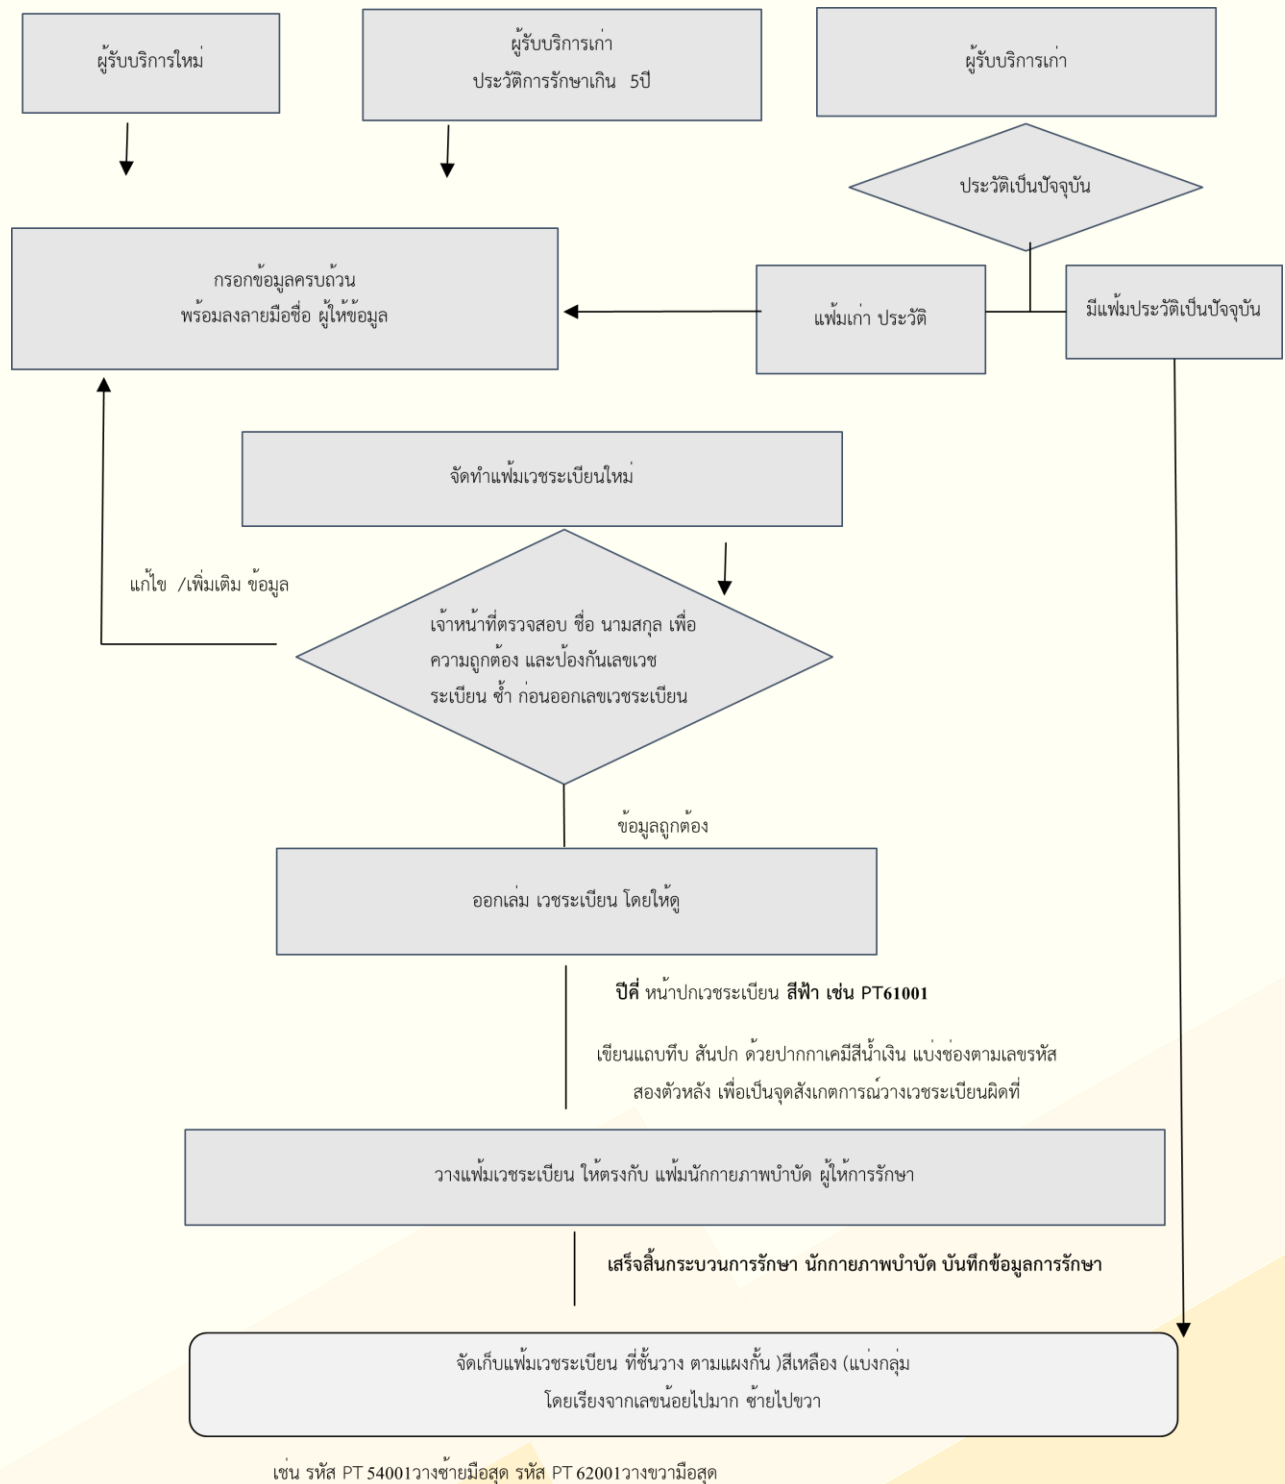 ผู้รับบริการใหม่
ผู้รับบริการเก่า
ประวัติการรักษาเกิน 5ปี
ผู้รับบริการเก่า
ประวัติเป็นปัจจุบัน
กรอกข้อมูลครบถ้วน
พร้อมลงลายมือชื่อ ผู้ให้ข้อมูล
แฟ้มเก่า ประวัติ
มีแฟ้มประวัติเป็นปัจจุบัน
จัดทำแฟ้มเวชระเบียนใหม่
แก้ไข /เพิ่มเติม ข้อมูล
เจ้าหน้าที่ตรวจสอบ ชื่อ นามสกุล เพื่อ
ความถูกต้อง และป้องกันเลขเวช
ระเบียน ซ้ำ ก่อนออกเลขเวชระเบียน
ข้อมูลถูกต้อง
ออกเล่ม เวชระเบียน โดยให้ดู
ปีคี่ หน้าปกเวชระเบียน สีฟ้า เช่น PT61001
เขียนแถบทึบ สันปก ด้วยปากกาเคมีสีน้ำเงิน แบ่งช่องตามเลขรหัส
สองตัวหลัง เพื่อเป็นจุดสังเกตการณ์วางเวชระเบียนผิดที่
วางแฟ้มเวชระเบียน ให้ตรงกับ แฟ้มนักกายภาพบำบัด ผู้ให้การรักษา
เสร็จสิ้นกระบวนการรักษา นักกายภาพบำบัด บันทึกข้อมูลการรักษา
จัดเก็บแฟ้มเวชระเบียน ที่ชั้นวาง ตามแผงกั้น )สีเหลือง (แบ่งกลุ่ม
โดยเรียงจากเลขน้อยไปมาก ซ้ายไปขวา
เช่น รหัส PT 54001วางซ้ายมือสุด รหัส PT 62001วางขวามือสุด